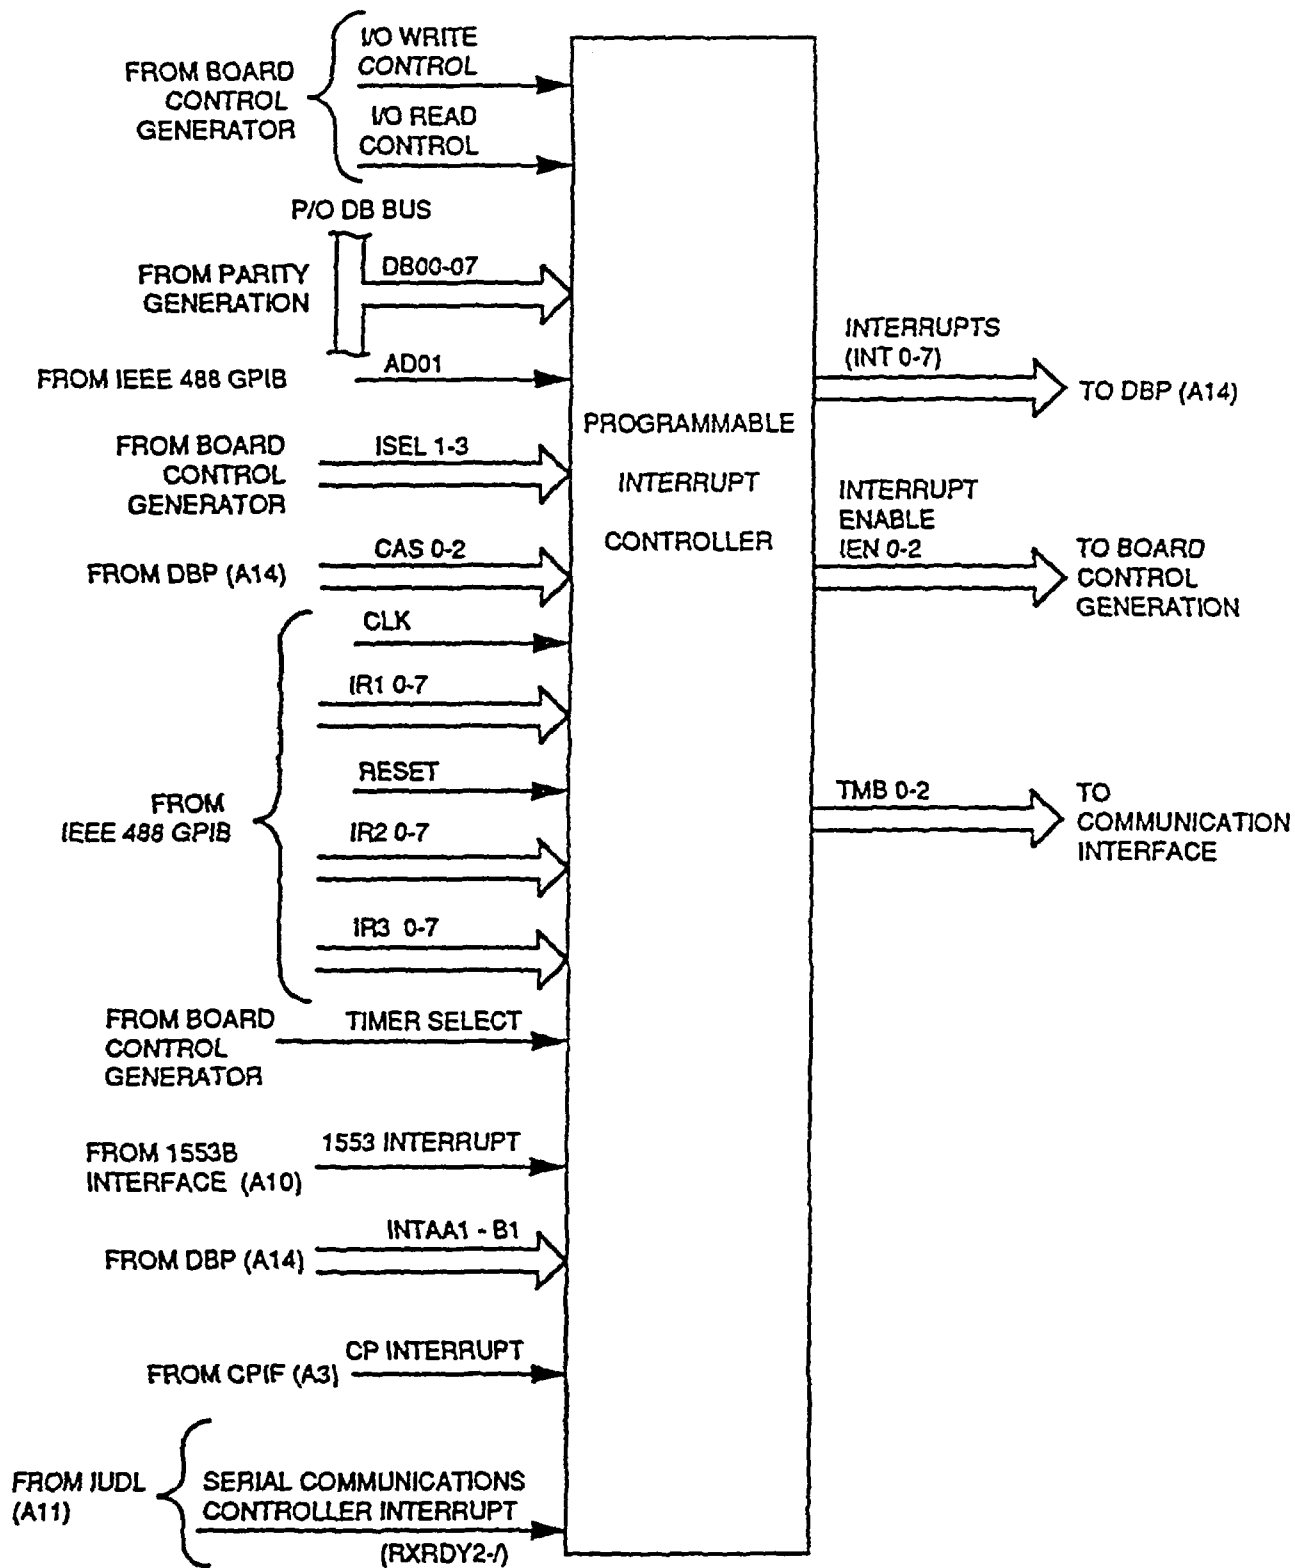 FROM BOARD
CONTROL
GENERATOR
I/O WRITE
CONTROL
I/O READ
CONTROL
P/O DB BUS
FROM PARITY
GENERATION
DB00-07
FROM IEEE 488 GPIB
AD01
FROM BOARD
CONTROL
GENERATOR
ISEL 1-3
FROM DBP (A14)
CAS 0-2
FROM
IEEE 488 GPIB
CLK
IR1 0-7
RESET
IR2 0-7
IR3 0-7
FROM BOARD
CONTROL
GENERATOR
TIMER SELECT
FROM 1553B
INTERFACE (A10)
1553 INTERRUPT
FROM DBP (A14)
INTAA1 - B1
FROM CPIF (A3)
CP INTERRUPT
FROM IUDL
(A11)
SERIAL COMMUNICATIONS
CONTROLLER INTERRUPT
(RXRDY2-/)
PROGRAMMABLE
INTERRUPT
CONTROLLER
INTERRUPTS
(INT 0-7)
TO DBP (A14)
INTERRUPT
ENABLE
IEN 0-2
TO BOARD
CONTROL
GENERATION
TMB 0-2
TO
COMMUNICATION
INTERFACE